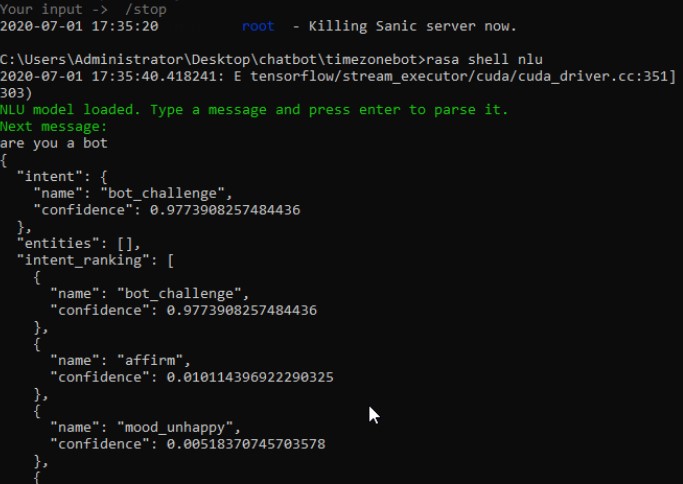 Your input ->  /stop
2020-07-01 17:35:20          root  - Killing Sanic server now.
C:\Users\Administrator\Desktop\chatbot\timezonebot>rasa shell nlu
2020-07-01 17:35:40.418241: E tensorflow/stream_executor/cuda/cuda_driver.cc:351]
303)
NLU model loaded. Type a message and press enter to parse it.
Next message:
are you a bot
{
  "intent": {
    "name": "bot_challenge",
    "confidence": 0.9773908257484436
  },
  "entities": [],
  "intent_ranking": [
    {
      "name": "bot_challenge",
      "confidence": 0.9773908257484436
    },
    {
      "name": "affirm",
      "confidence": 0.010114396922290325
    },
    {
      "name": "mood_unhappy",
      "confidence": 0.00518370745703578
    },
    {